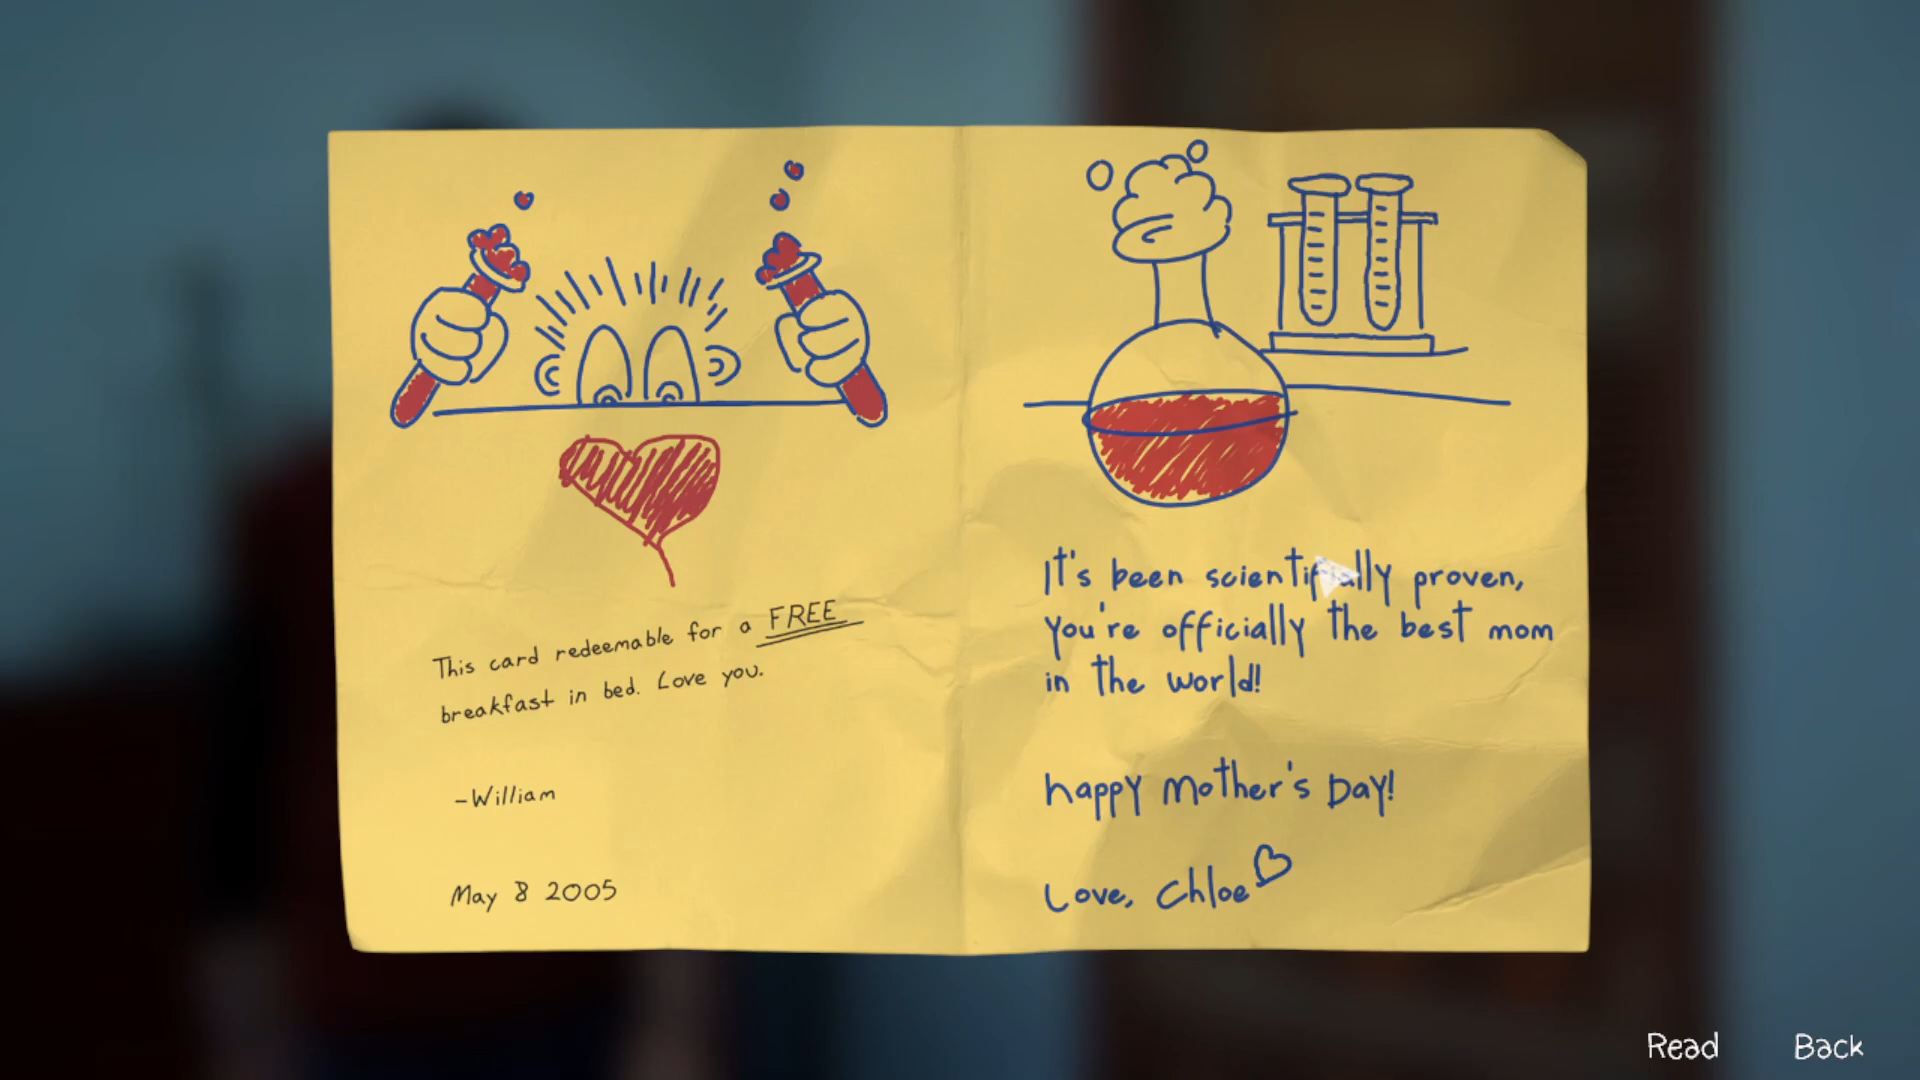 This card redeemable for a FREE
breakfast in bed. Love you.
-William
May 8 2005
It's been scientifically proven,
you're officially the best mom
in the world!
happy Mother's Day!
Love, Chloe
Read
Back